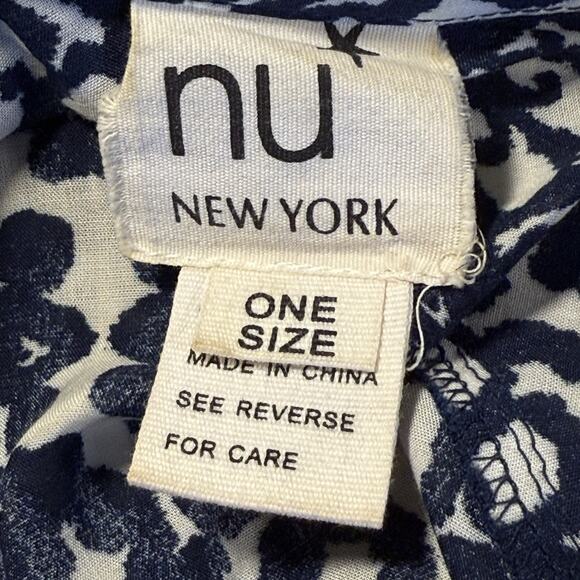 nu*
NEW YORK
ONE
SIZE
MADE IN CHINA
SEE REVERSE
FOR CARE